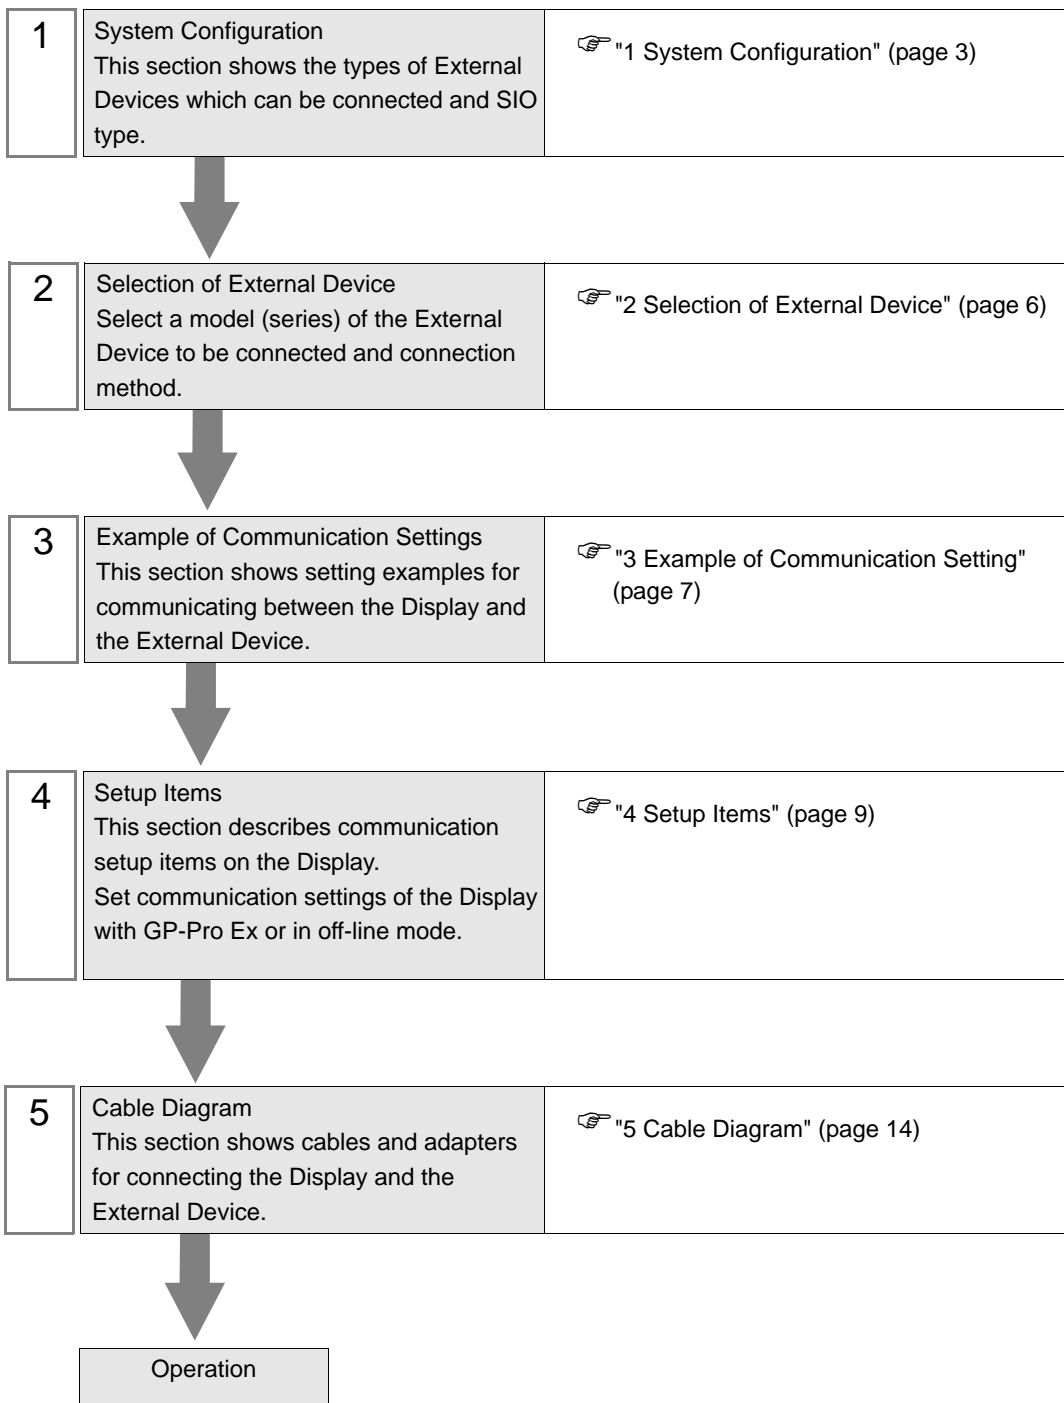 1
System Configuration
This section shows the types of External
Devices which can be connected and SIO
type.
"1 System Configuration" (page 3)
2
Selection of External Device
Select a model (series) of the External
Device to be connected and connection
method.
"2 Selection of External Device" (page 6)
3
Example of Communication Settings
This section shows setting examples for
communicating between the Display and
the External Device.
"3 Example of Communication Setting"
(page 7)
4
Setup Items
This section describes communication
setup items on the Display.
Set communication settings of the Display
with GP-Pro Ex or in off-line mode.
"4 Setup Items" (page 9)
5
Cable Diagram
This section shows cables and adapters
for connecting the Display and the
External Device.
"5 Cable Diagram" (page 14)
Operation